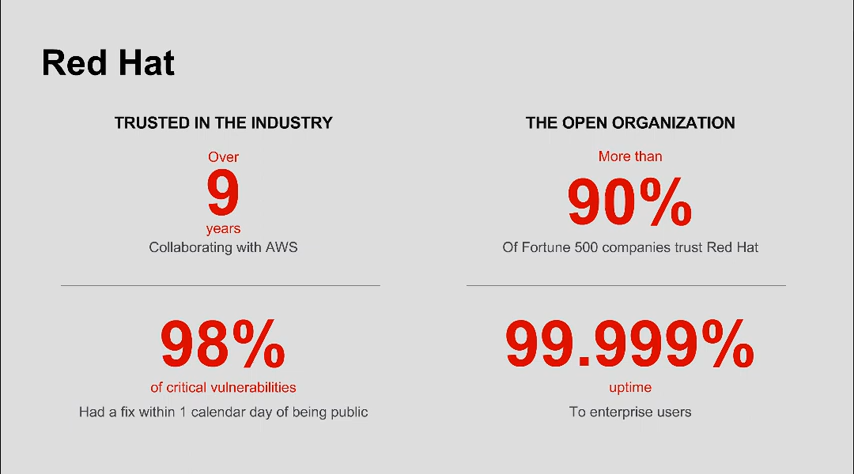 Red Hat
TRUSTED IN THE INDUSTRY
Over
9
years
Collaborating with AWS
98%
of critical vulnerabilities
Had a fix within 1 calendar day of being public
THE OPEN ORGANIZATION
More than
90%
Of Fortune 500 companies trust Red Hat
99.999%
uptime
To enterprise users